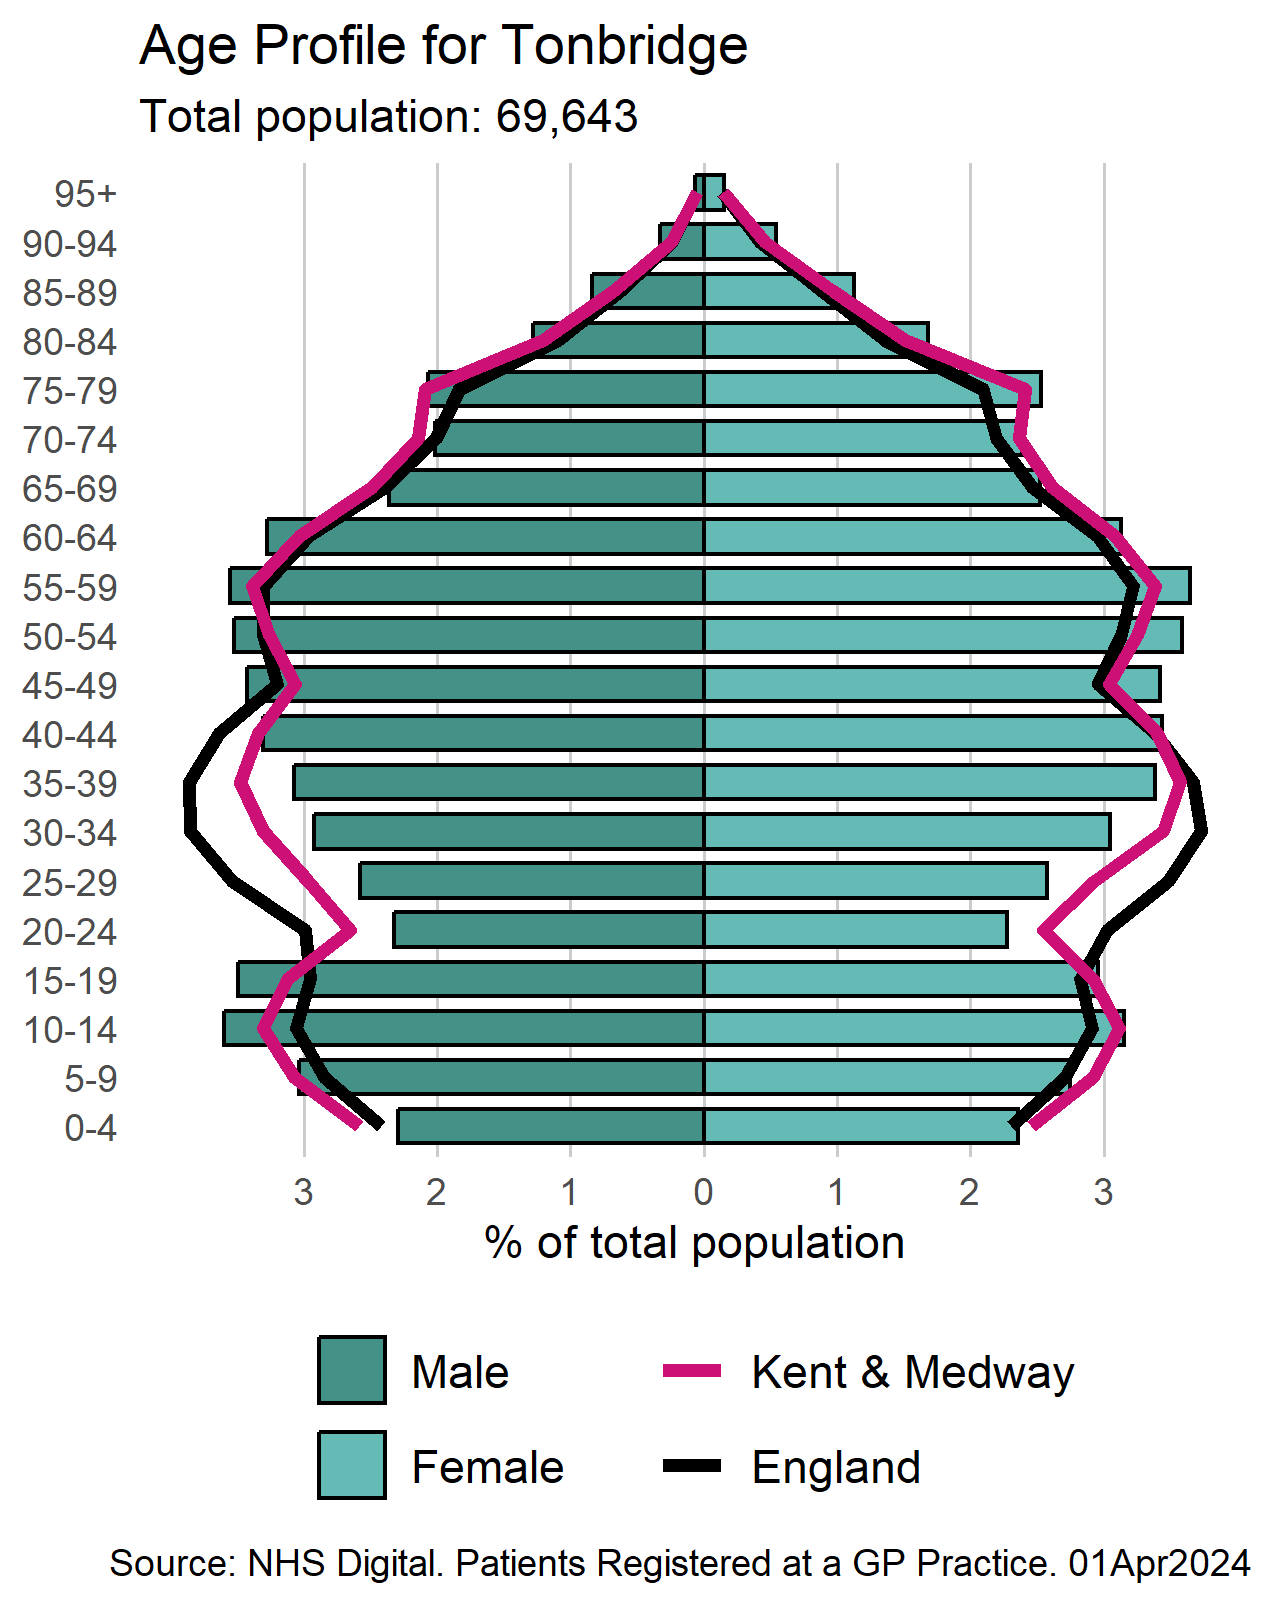 Age Profile for Tonbridge
Total population: 69,643
95+
90-94
85-89
80-84
75-79
70-74
65-69
60-64
55-59
50-54
45-49
40-44
35-39
30-34
25-29
20-24
15-19
10-14
5-9
0-4
3 2 1 0 1 2 3
% of total population
Male Kent & Medway
Female England
Source: NHS Digital. Patients Registered at a GP Practice. 01Apr2024